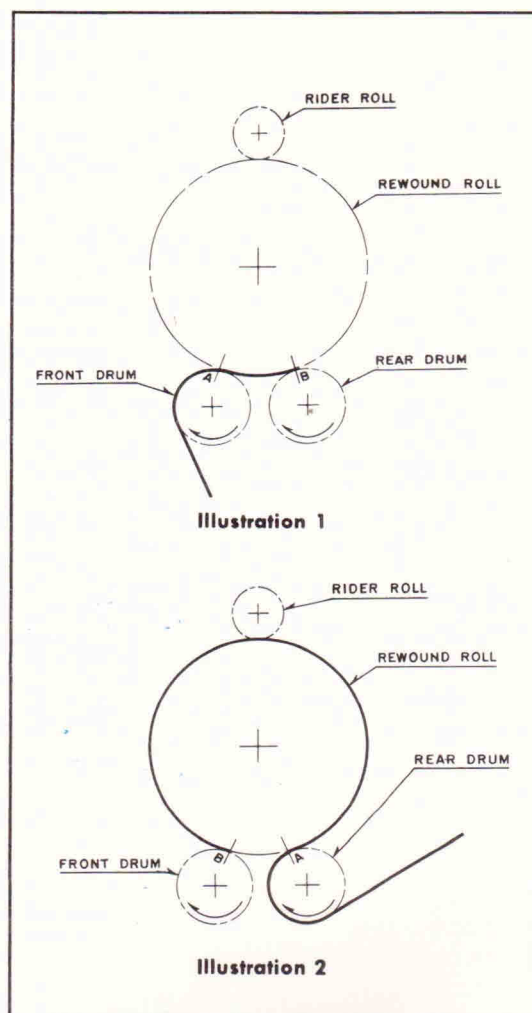 RIDER ROLL
REWOUND ROLL
FRONT DRUM
A
B
REAR DRUM
Illustration 1
RIDER ROLL
REWOUND ROLL
REAR DRUM
FRONT DRUM
B
A
Illustration 2